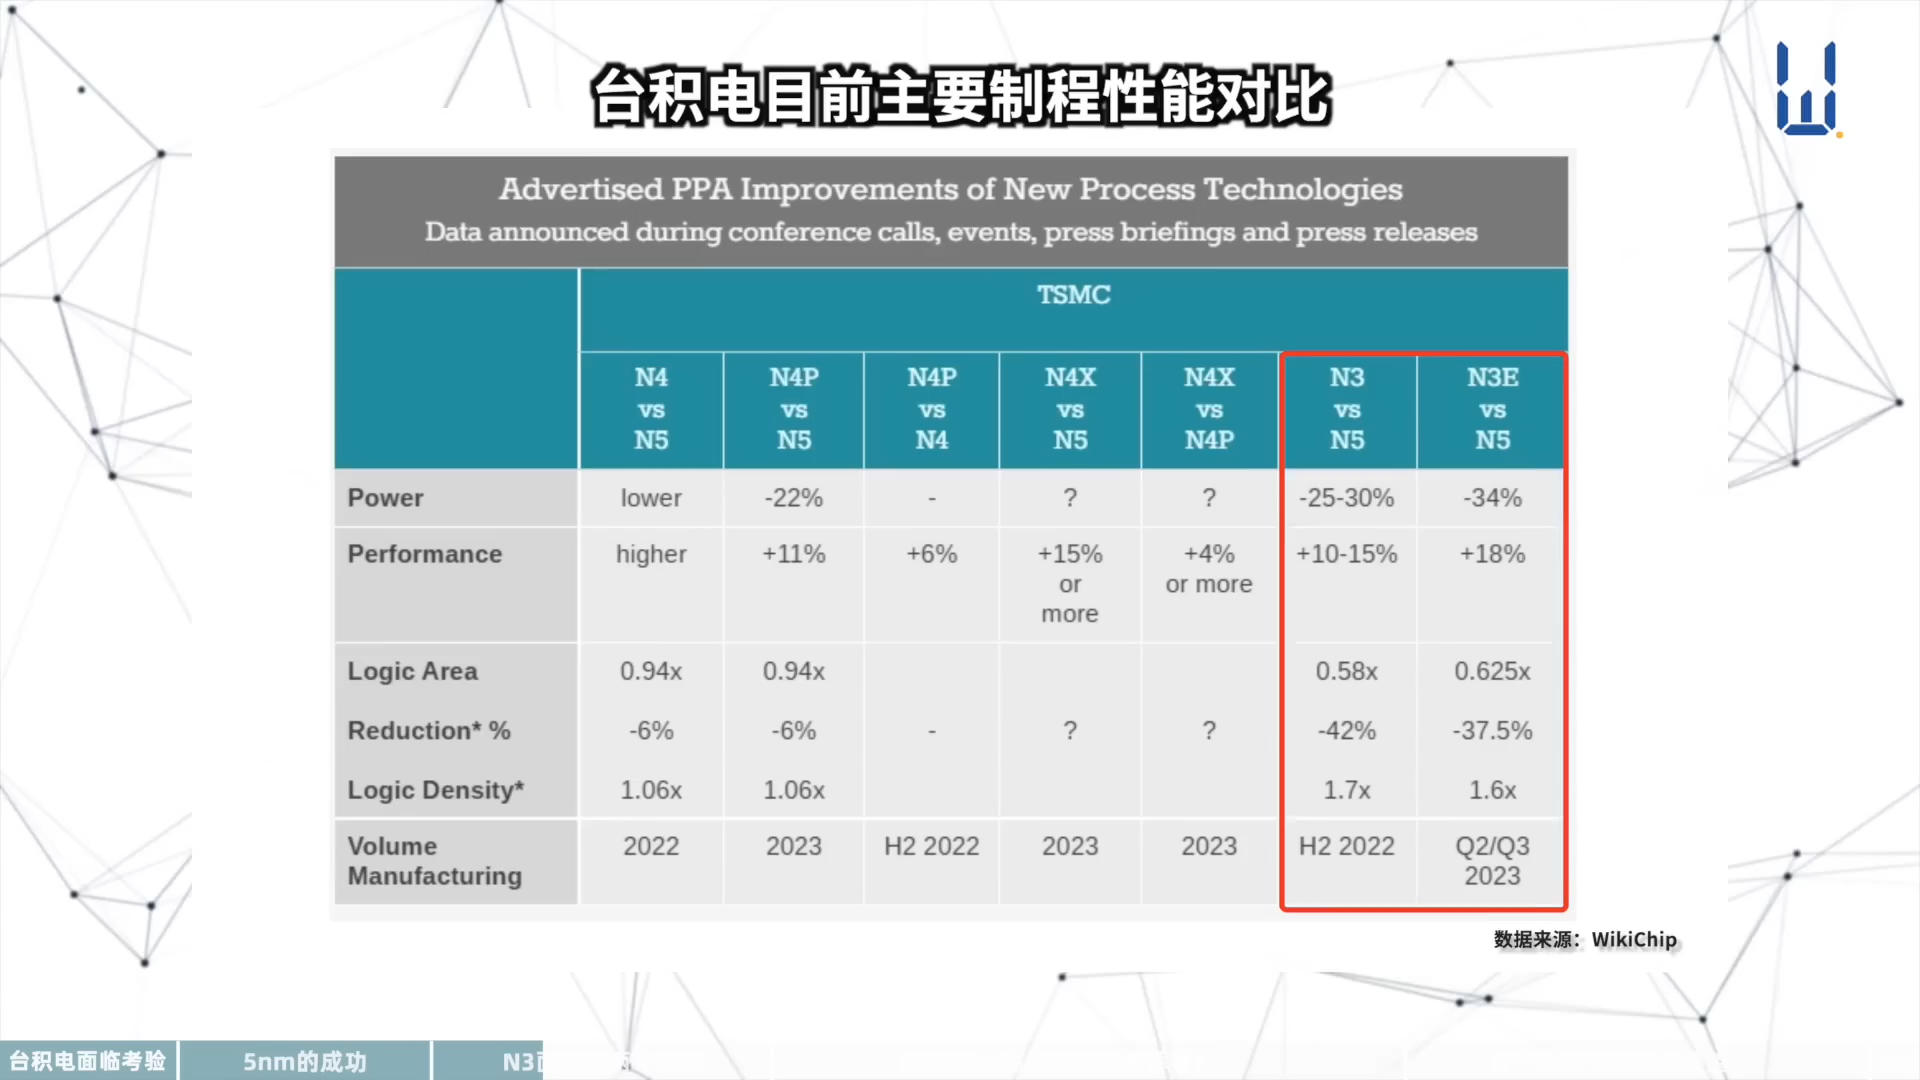 台积电目前主要制程性能对比
Advertised PPA Improvements of New Process Technologies
Data announced during conference calls, events, press briefings and press releases
TSMC
N4 vs N5
N4P vs N5
N4P vs N4
N4X vs N5
N4X vs N4P
N3 vs N5
N3E vs N5
Power lower -22% - ? ? -25-30% -34%
Performance higher +11% +6% +15% or more +4% or more +10-15% +18%
Logic Area 0.94x 0.94x 0.58x 0.625x
Reduction* % -6% -6% - ? ? -42% -37.5%
Logic Density* 1.06x 1.06x 1.7x 1.6x
Volume Manufacturing 2022 2023 H2 2022 2023 2023 H2 2022 Q2/Q3 2023
数据来源：WikiChip
台积电面临考验 5nm的成功 N3